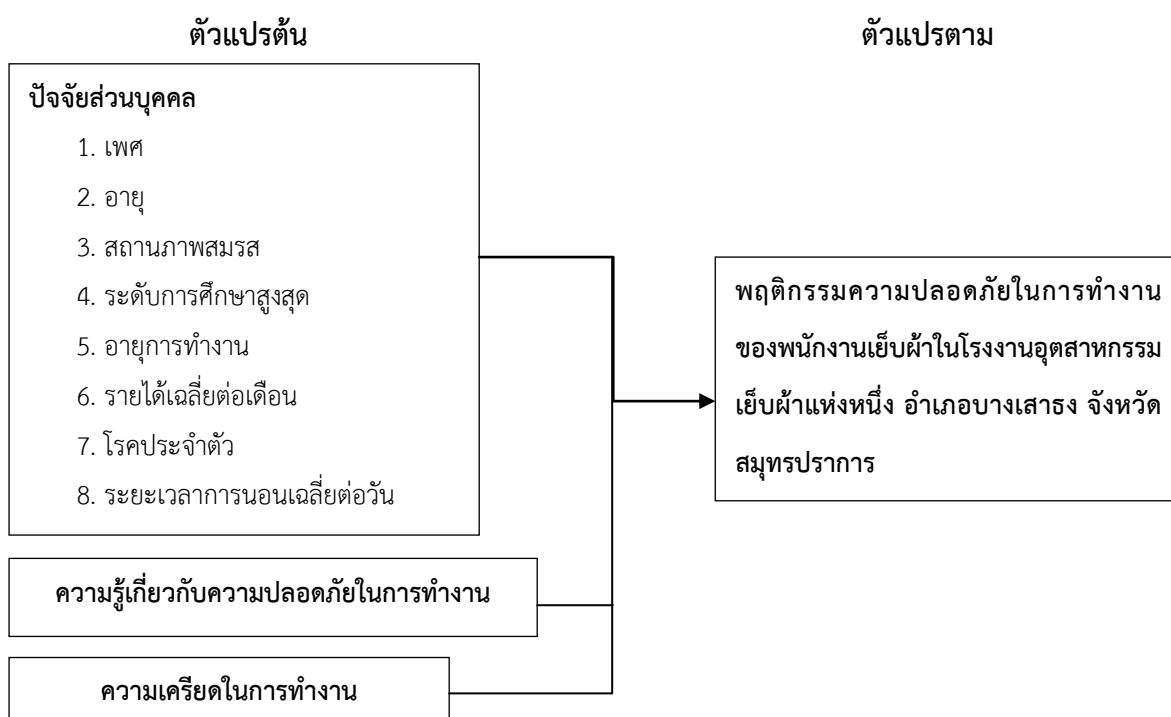 ตัวแปรต้น
ตัวแปรตาม
ปัจจัยส่วนบุคคล
1. เพศ
2. อายุ
3. สถานภาพสมรส
4. ระดับการศึกษาสูงสุด
5. อายุการทำงาน
6. รายได้เฉลี่ยต่อเดือน
7. โรคประจำตัว
8. ระยะเวลาการนอนเฉลี่ยต่อวัน
ความรู้เกี่ยวกับความปลอดภัยในการทำงาน
ความเครียดในการทำงาน
พฤติกรรมความปลอดภัยในการทำงาน
ของพนักงานเย็บผ้าในโรงงานอุตสาหกรรม
เย็บผ้าแห่งหนึ่ง อำเภอบางเสาธง จังหวัด
สมุทรปราการ